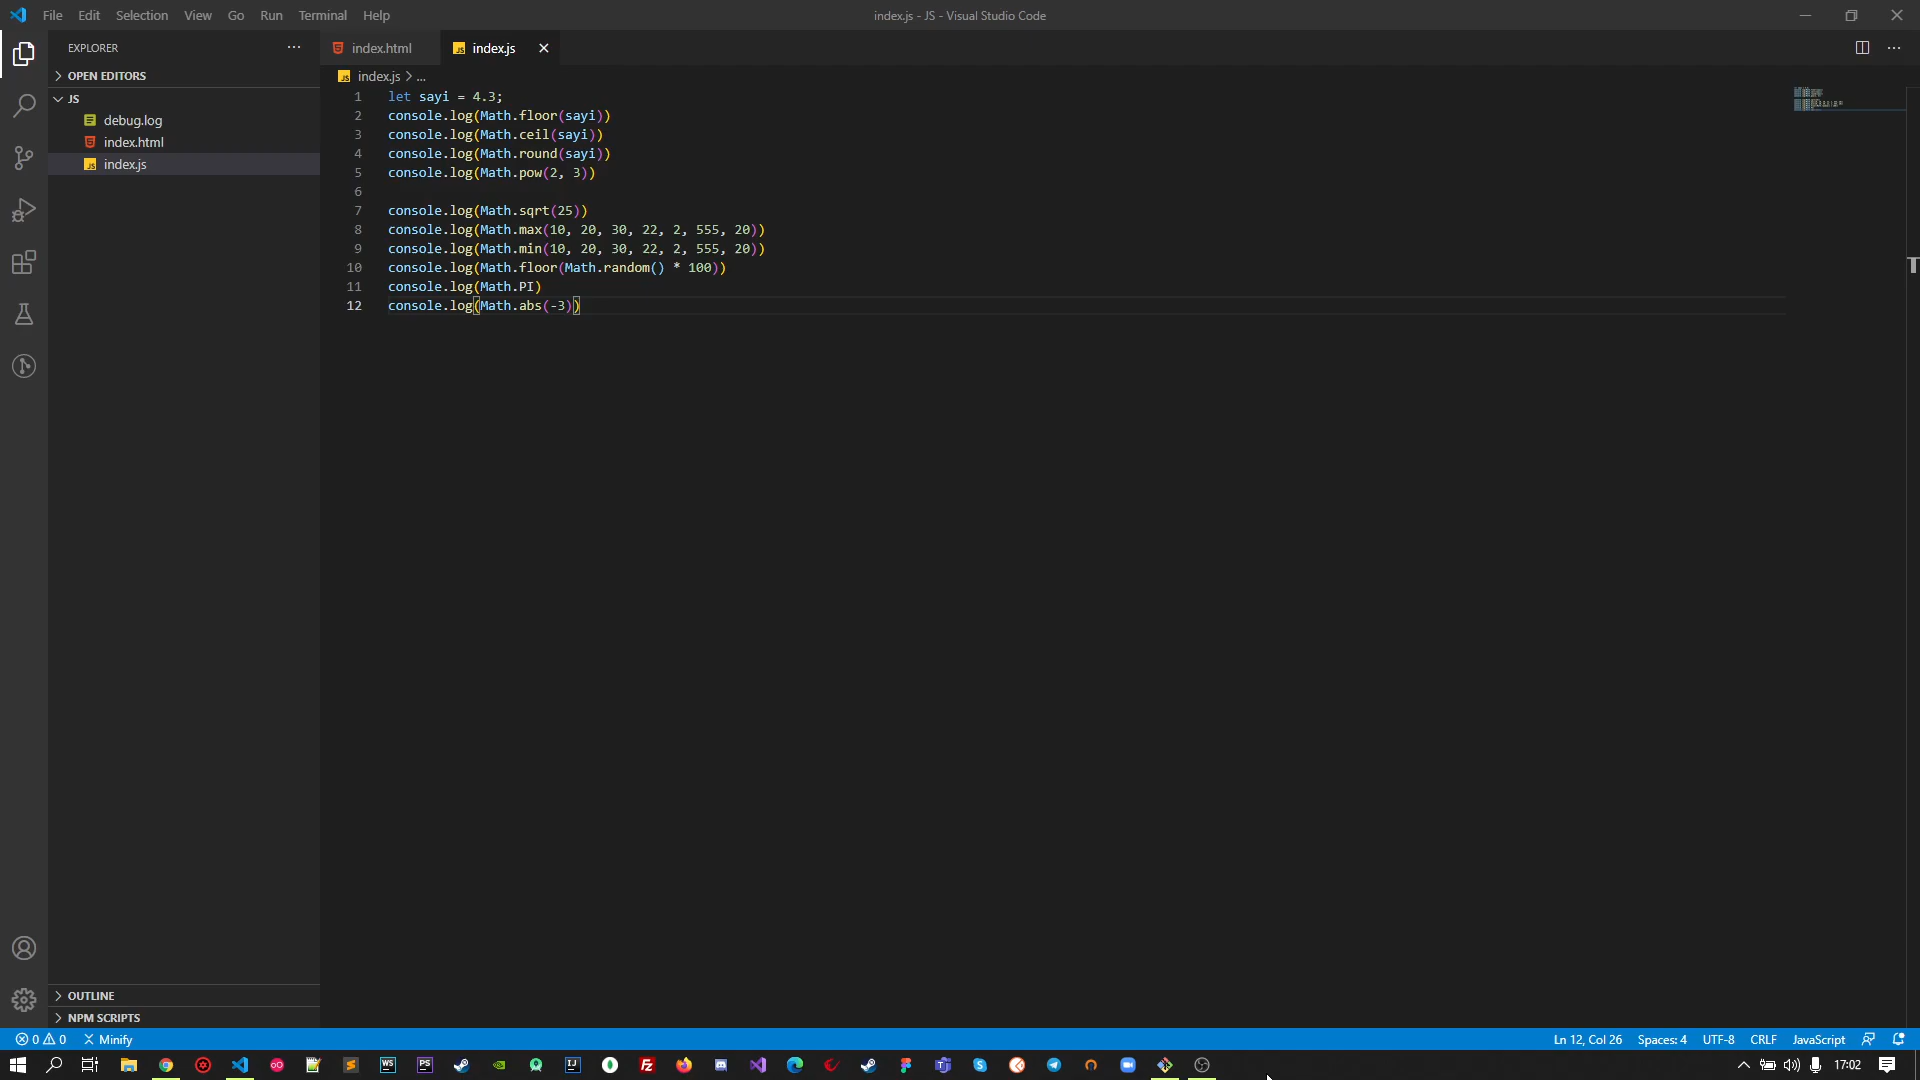 File Edit Selection View Go Run Terminal Help
index.js - JS - Visual Studio Code
EXPLORER
OPEN EDITORS
JS
debug.log
index.html
index.js
OUTLINE
NPM SCRIPTS
index.html
index.js
index.js > ...
1 let sayi = 4.3;
2 console.log(Math.floor(sayi))
3 console.log(Math.ceil(sayi))
4 console.log(Math.round(sayi))
5 console.log(Math.pow(2, 3))
6
7 console.log(Math.sqrt(25))
8 console.log(Math.max(10, 20, 30, 22, 2, 555, 20))
9 console.log(Math.min(10, 20, 30, 22, 2, 555, 20))
10 console.log(Math.floor(Math.random() * 100))
11 console.log(Math.PI)
12 console.log(Math.abs(-3))
0 0 Minify
Ln 12, Col 26 Spaces: 4 UTF-8 CRLF JavaScript
17:02